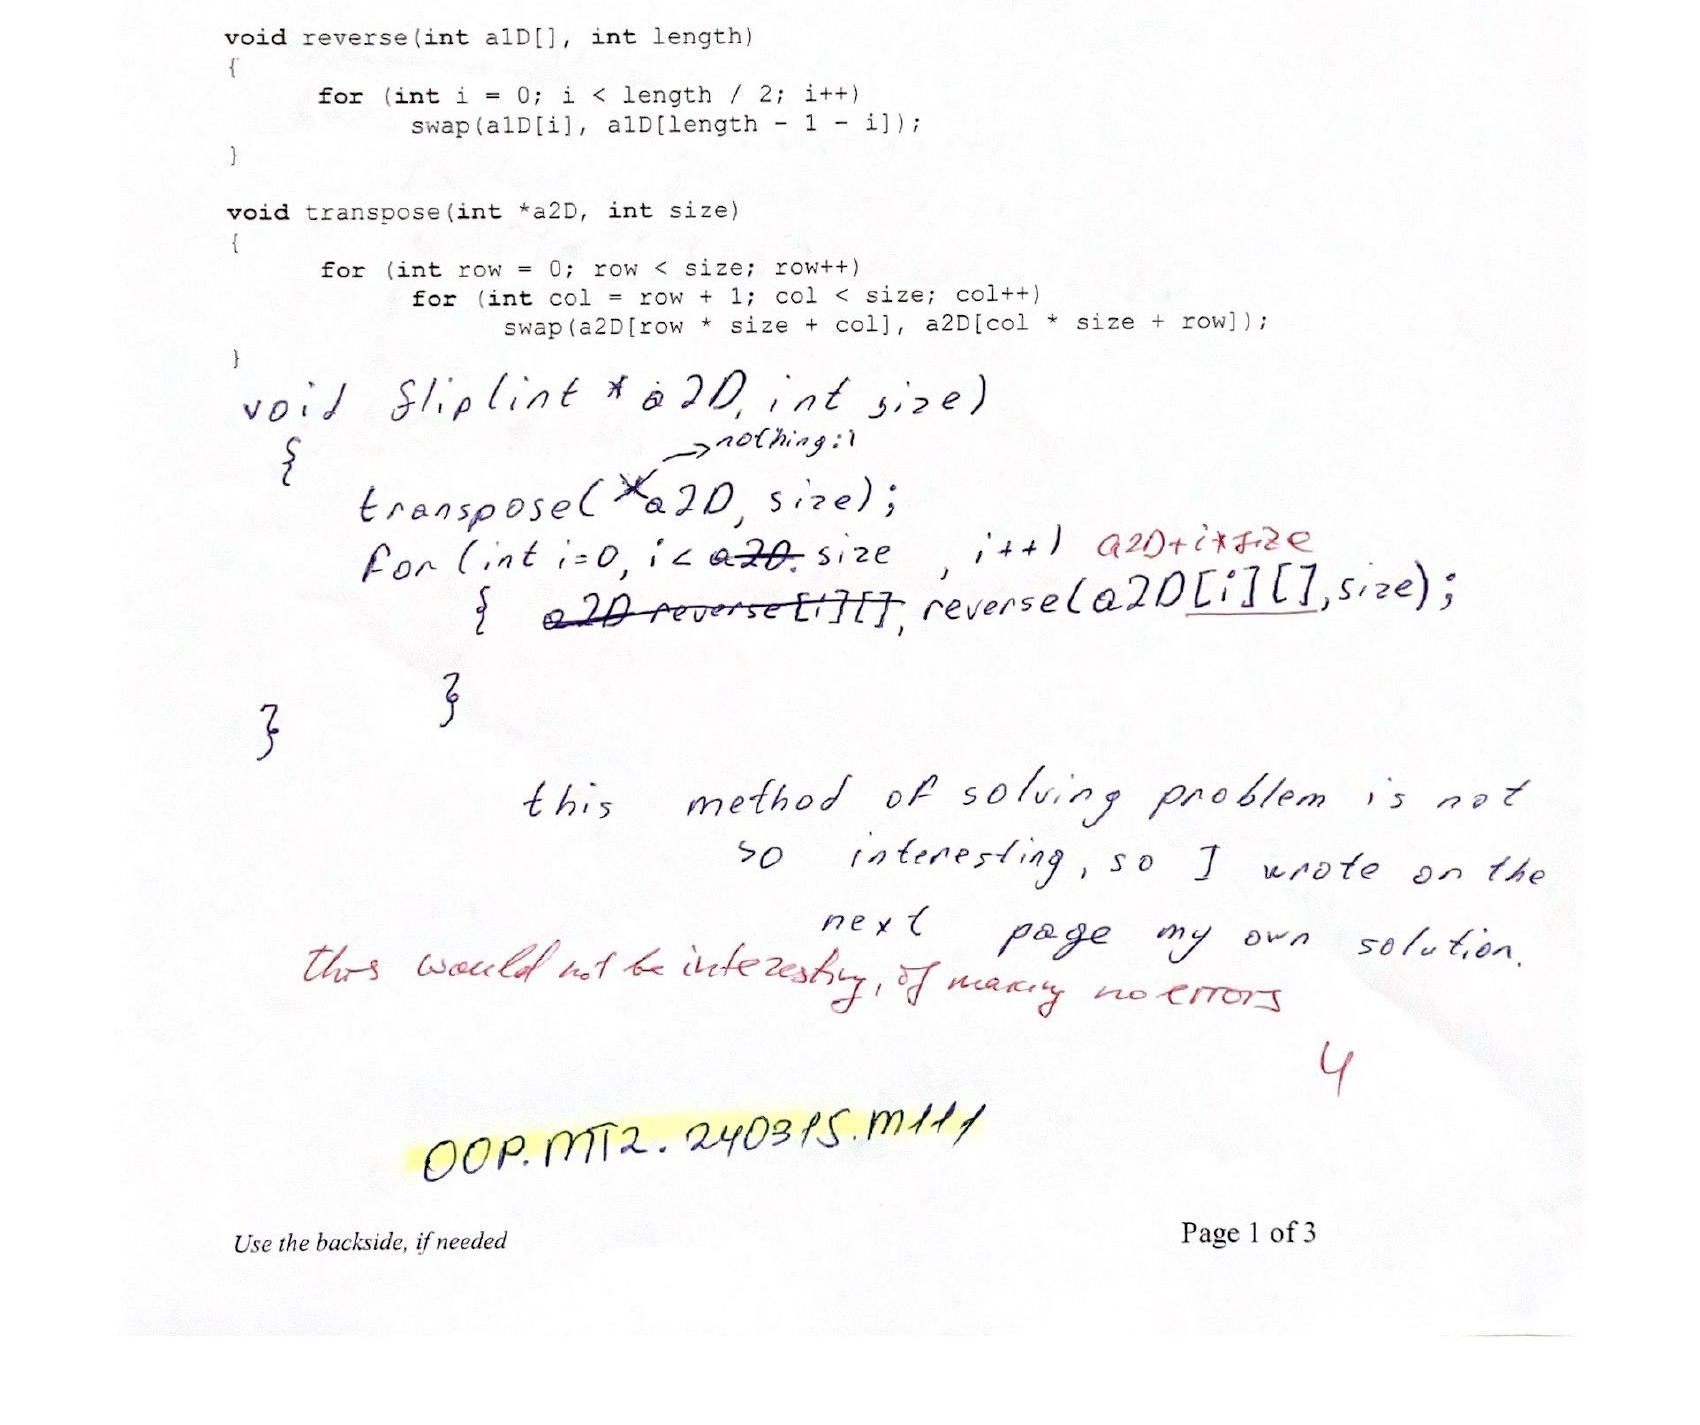 void reverse(int a1D[], int length)
{
for (int i = 0; i < length / 2; i++)
swap(a1D[i], a1D[length - 1 - i]);
}
void transpose(int *a2D, int size)
{
for (int row = 0; row < size; row++)
for (int col = row + 1; col < size; col++)
swap(a2D[row * size + col], a2D[col * size + row]);
}
void flip(int * a2D, int size)
{
→nothing:)
transpose(*a2D, size);
for (int i=0, i< a2D. size , i++) a2D+i*size
{ a2D reverse[i][], reverse(a2D[i][],size);
}
}
this method of solving problem is not
so interesting, so I wrote on the
next page my own solution.
this would not be interesting, if making no errors
4
OOP.MT2.240315.M111
Use the backside, if needed Page 1 of 3